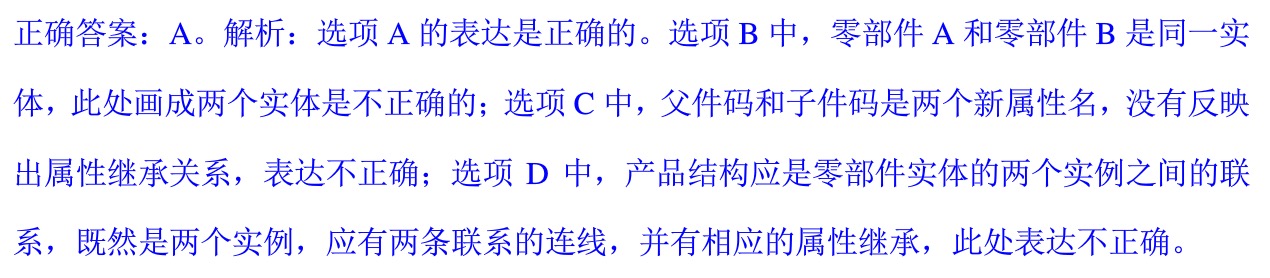 正确答案：A。解析：选项 A 的表达是正确的。选项 B 中，零部件 A 和零部件 B 是同一实
体，此处画成两个实体是不正确的；选项 C 中，父件码和子件码是两个新属性名，没有反映
出属性继承关系，表达不正确；选项 D 中，产品结构应是零部件实体的两个实例之间的联
系，既然是两个实例，应有两条联系的连线，并有相应的属性继承，此处表达不正确。